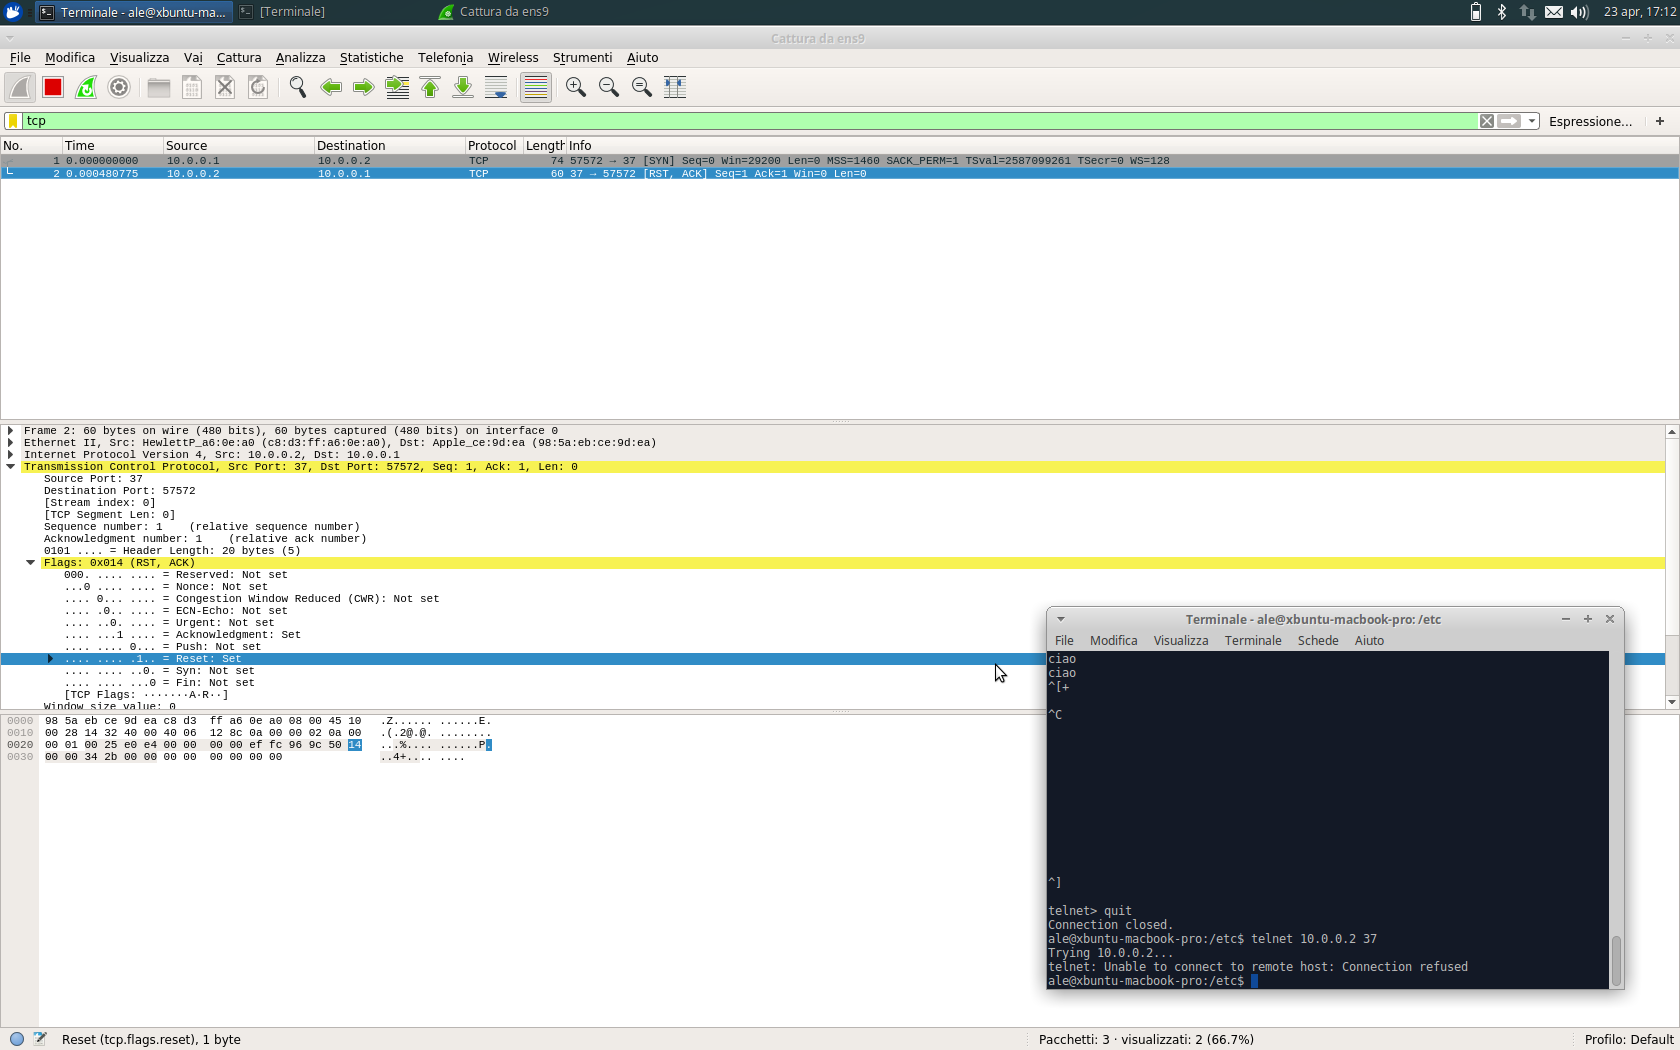 Terminale - ale@xbuntu-ma... [Terminale] Cattura da ens9 23 apr, 17:12
Cattura da ens9
File Modifica Visualizza Vai Cattura Analizza Statistiche Telefonia Wireless Strumenti Aiuto
tcp Espressione... +
No. Time Source Destination Protocol Length Info
1 0.000000000 10.0.0.1 10.0.0.2 TCP 74 57572 → 37 [SYN] Seq=0 Win=29200 Len=0 MSS=1460 SACK_PERM=1 TSval=2587099261 TSecr=0 WS=128
2 0.000480775 10.0.0.2 10.0.0.1 TCP 60 37 → 57572 [RST, ACK] Seq=1 Ack=1 Win=0 Len=0
Frame 2: 60 bytes on wire (480 bits), 60 bytes captured (480 bits) on interface 0
Ethernet II, Src: HewlettP_a6:0e:a0 (c8:d3:ff:a6:0e:a0), Dst: Apple_ce:9d:ea (98:5a:eb:ce:9d:ea)
Internet Protocol Version 4, Src: 10.0.0.2, Dst: 10.0.0.1
Transmission Control Protocol, Src Port: 37, Dst Port: 57572, Seq: 1, Ack: 1, Len: 0
Source Port: 37
Destination Port: 57572
[Stream index: 0]
[TCP Segment Len: 0]
Sequence number: 1    (relative sequence number)
Acknowledgment number: 1    (relative ack number)
0101 .... = Header Length: 20 bytes (5)
Flags: 0x014 (RST, ACK)
000. .... .... = Reserved: Not set
...0 .... .... = Nonce: Not set
.... 0... .... = Congestion Window Reduced (CWR): Not set
.... .0.. .... = ECN-Echo: Not set
.... ..0. .... = Urgent: Not set
.... ...1 .... = Acknowledgment: Set
.... .... 0... = Push: Not set
.... .... .1.. = Reset: Set
.... .... ..0. = Syn: Not set
.... .... ...0 = Fin: Not set
[TCP Flags: ·······A·R··]
Window size value: 0
0000 98 5a eb ce 9d ea c8 d3 ff a6 0e a0 08 00 45 10 .Z...... ......E.
0010 00 28 14 32 40 00 40 06 12 8c 0a 00 00 02 0a 00 .(.2@.@. ........
0020 00 01 00 25 e0 e4 00 00 00 00 ef fc 96 9c 50 14 ...%.... ......P.
0030 00 00 34 2b 00 00 00 00 00 00 00 00 ..4+.... ....
Terminale - ale@xbuntu-macbook-pro: /etc
File Modifica Visualizza Terminale Schede Aiuto
ciao
ciao
^[+
^C
^]
telnet> quit
Connection closed.
ale@xbuntu-macbook-pro:/etc$ telnet 10.0.0.2 37
Trying 10.0.0.2...
telnet: Unable to connect to remote host: Connection refused
ale@xbuntu-macbook-pro:/etc$
Reset (tcp.flags.reset), 1 byte Pacchetti: 3 · visualizzati: 2 (66.7%) Profilo: Default